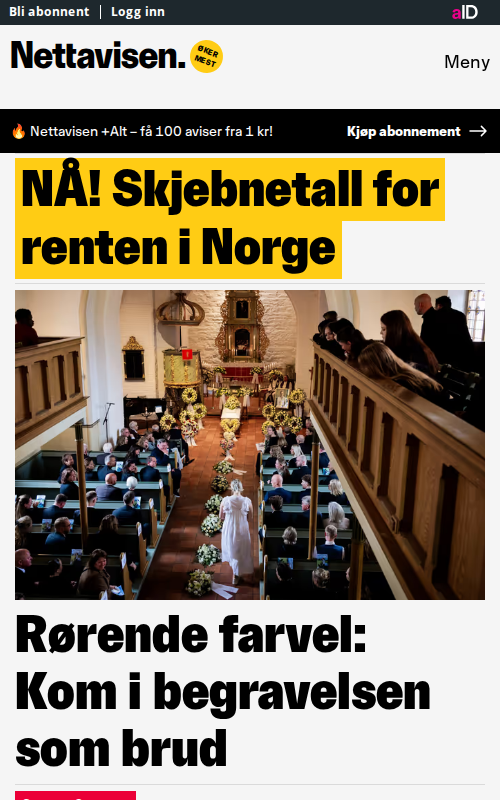 Bli abonnent | Logg inn
aID
Nettavisen.
ØKER
MEST
Meny
Nettavisen +Alt – få 100 aviser fra 1 kr!
Kjøp abonnement
NÅ! Skjebnetall for
renten i Norge
Rørende farvel:
Kom i begravelsen
som brud